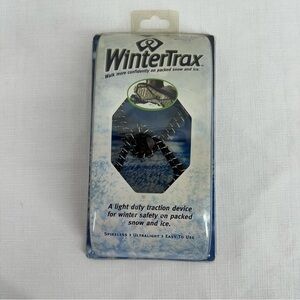 WINTERTRAX
Walk more confidently on packed snow and ice.
A light duty traction device
for winter safety on packed
snow and ice.
SPIKELESS • ULTRALIGHT • EASY TO USE